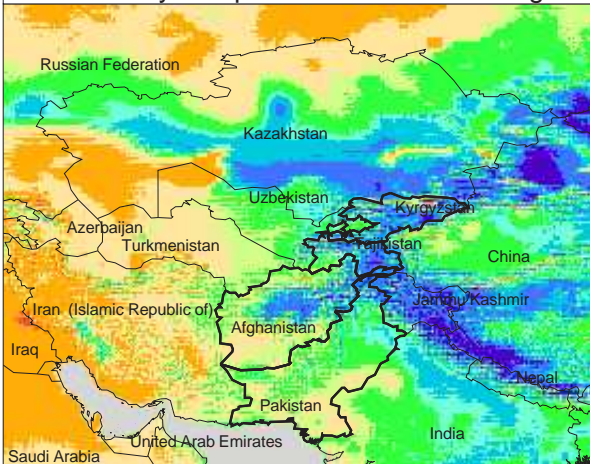 Russian Federation
Kazakhstan
Uzbekistan
Kyrgyzstan
Azerbaijan
Turkmenistan
Tajikistan
China
Jammu Kashmir
Iran (Islamic Republic of)
Afghanistan
Iraq
Nepal
Pakistan
India
United Arab Emirates
Saudi Arabia